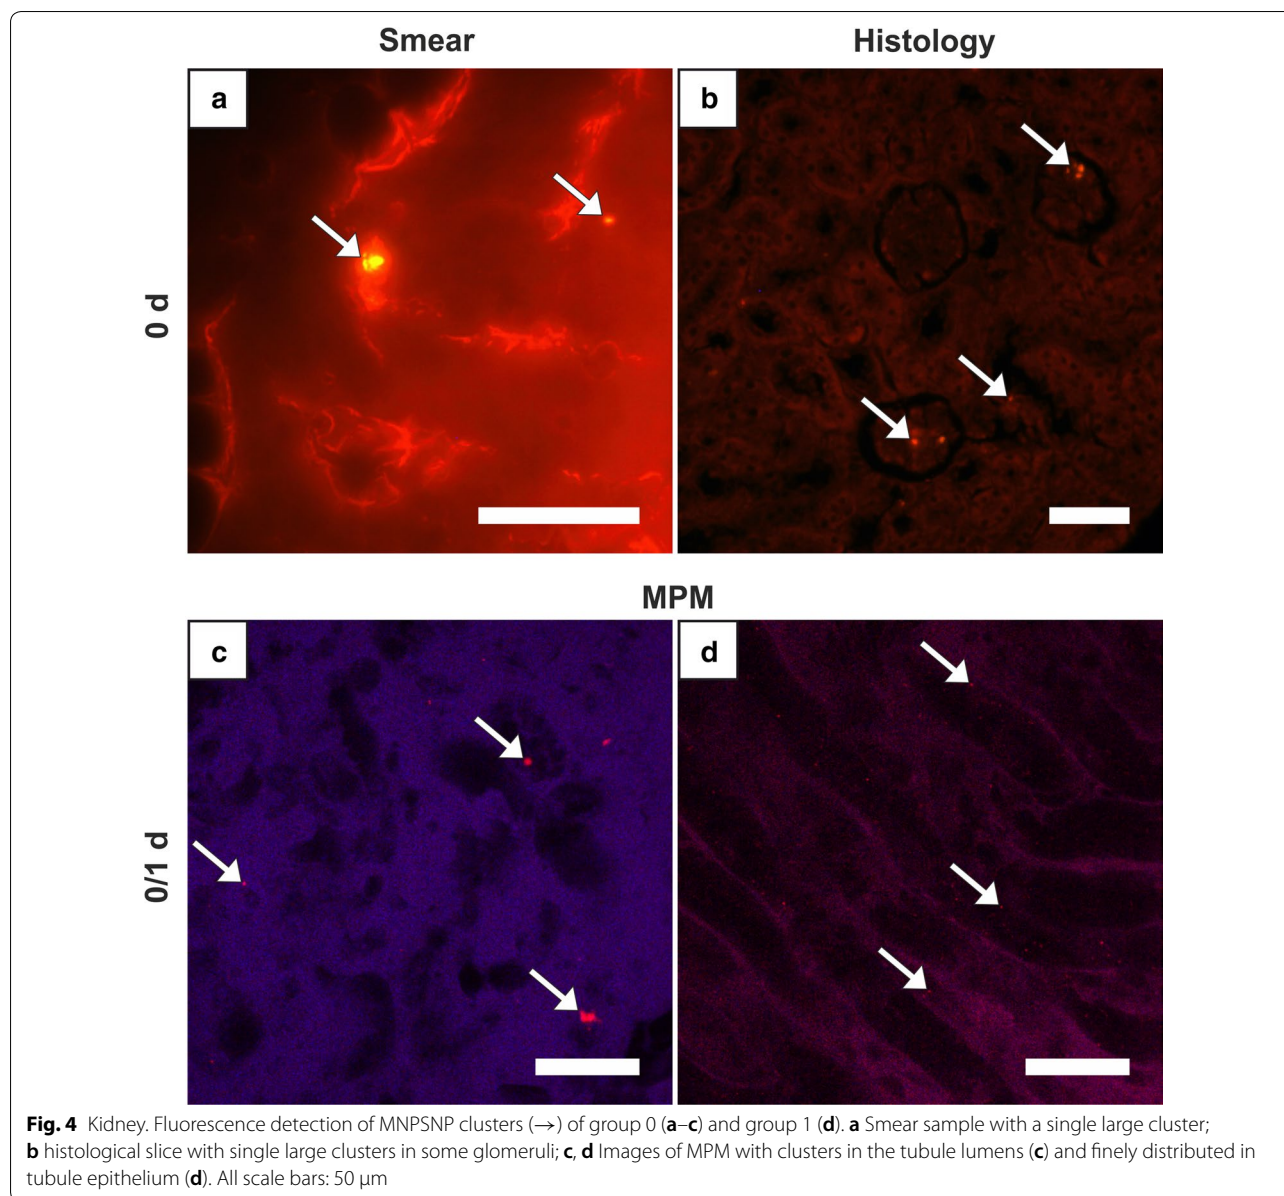 Smear
Histology
a
b
0 d
MPM
c
d
0/1 d
Fig. 4 Kidney. Fluorescence detection of MNPSNP clusters (→) of group 0 (a–c) and group 1 (d). a Smear sample with a single large cluster;
b histological slice with single large clusters in some glomeruli; c, d Images of MPM with clusters in the tubule lumens (c) and finely distributed in
tubule epithelium (d). All scale bars: 50 μm